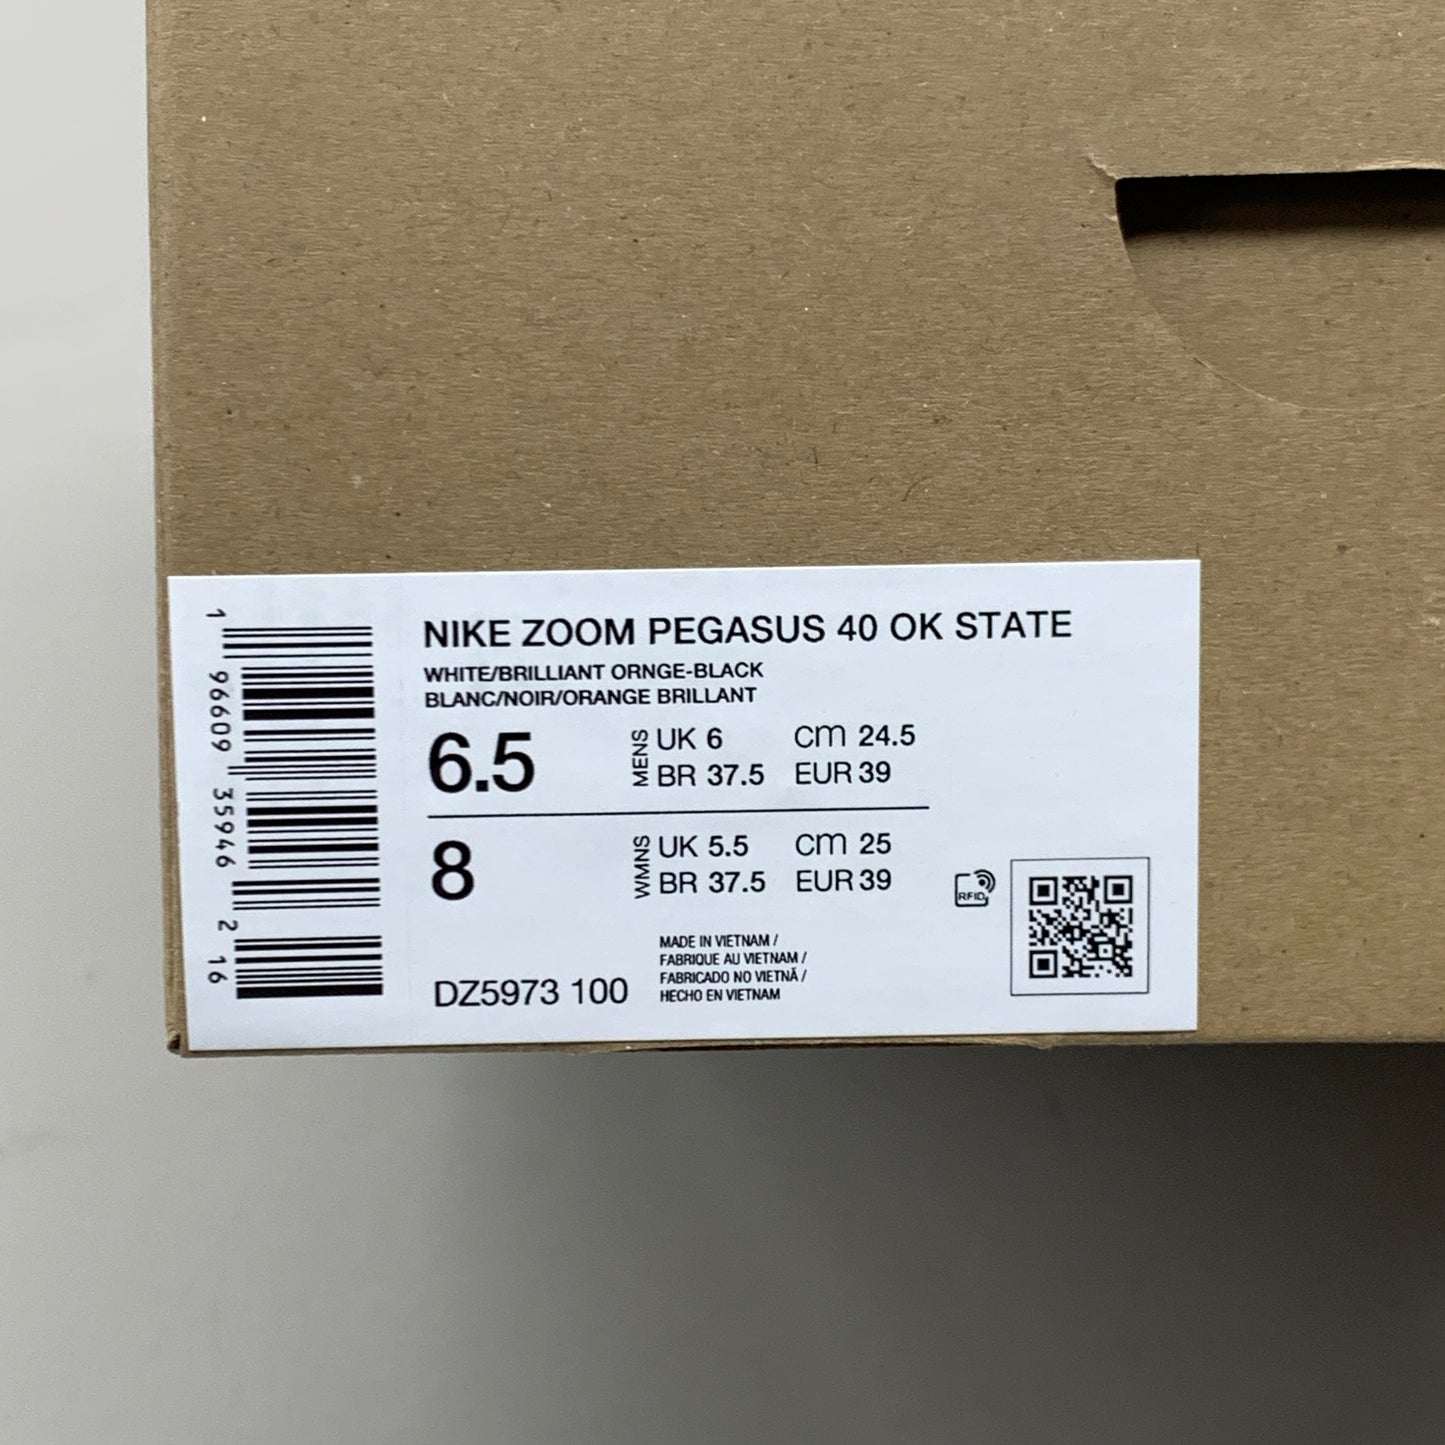 NIKE ZOOM PEGASUS 40 OK STATE
WHITE/BRILLIANT ORNGE-BLACK
BLANC/NOIR/ORANGE BRILLANT
6.5 MENS UK 6 CM 24.5
BR 37.5 EUR 39
8 WMNS UK 5.5 CM 25
BR 37.5 EUR 39
RFID
MADE IN VIETNAM /
FABRIQUE AU VIETNAM /
FABRICADO NO VIETNÃ /
HECHO EN VIETNAM
DZ5973 100
1 96609 35946 2 16